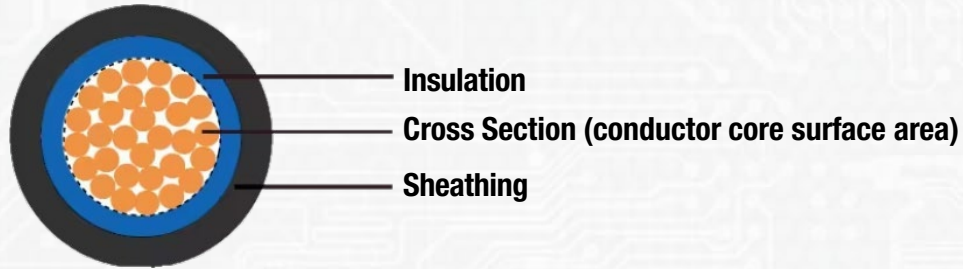 Insulation
Cross Section (conductor core surface area)
Sheathing